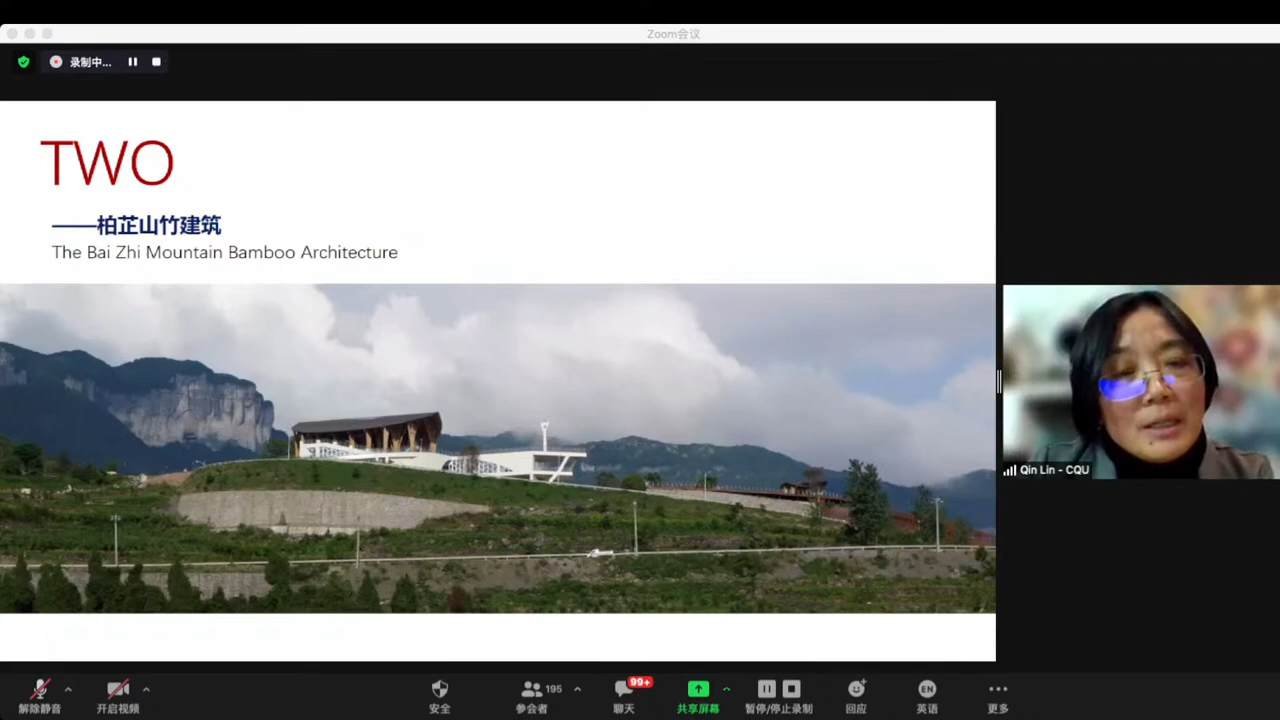 Zoom会议
录制中...
TWO
——柏芷山竹建筑
The Bai Zhi Mountain Bamboo Architecture
Qin Lin - CQU
解除静音
开启视频
安全
195
参会者
99+
聊天
共享屏幕
暂停/停止录制
回应
EN
英语
更多